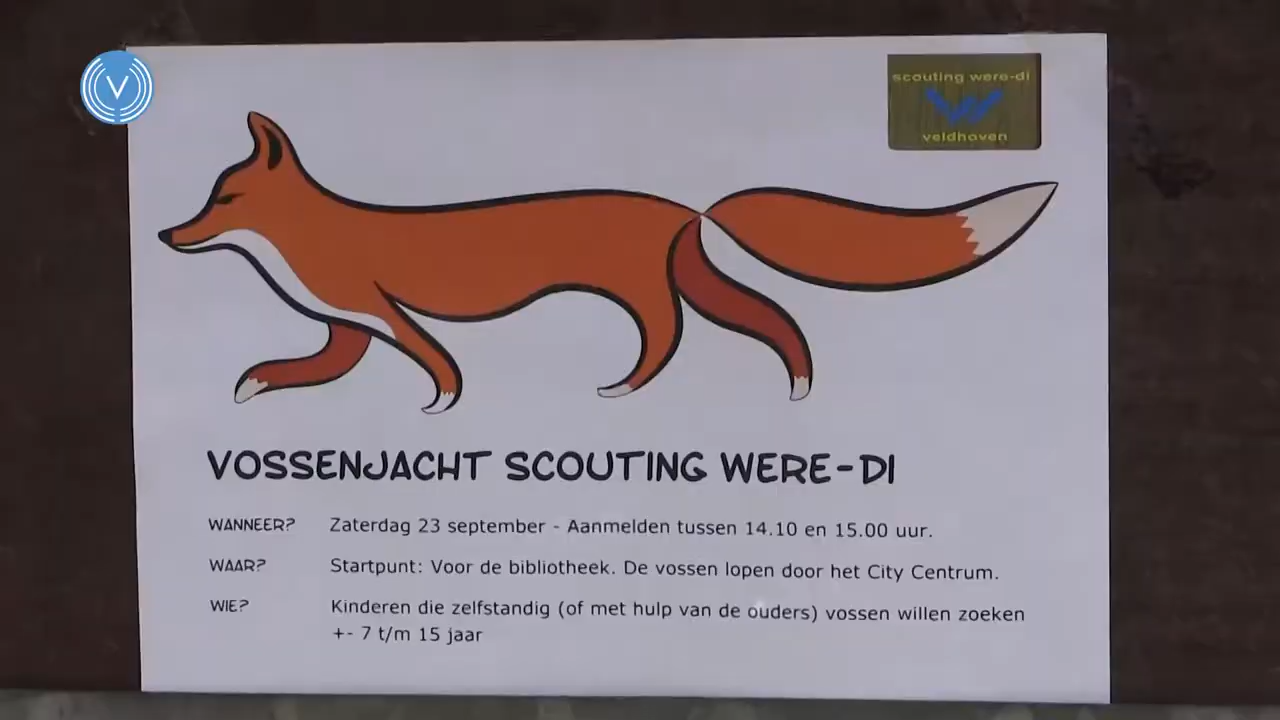 scouting were-di
veldhoven
VOSSENJACHT SCOUTING WERE-DI
WANNEER? Zaterdag 23 september - Aanmelden tussen 14.10 en 15.00 uur.
WAAR? Startpunt: Voor de bibliotheek. De vossen lopen door het City Centrum.
WIE? Kinderen die zelfstandig (of met hulp van de ouders) vossen willen zoeken
+- 7 t/m 15 jaar